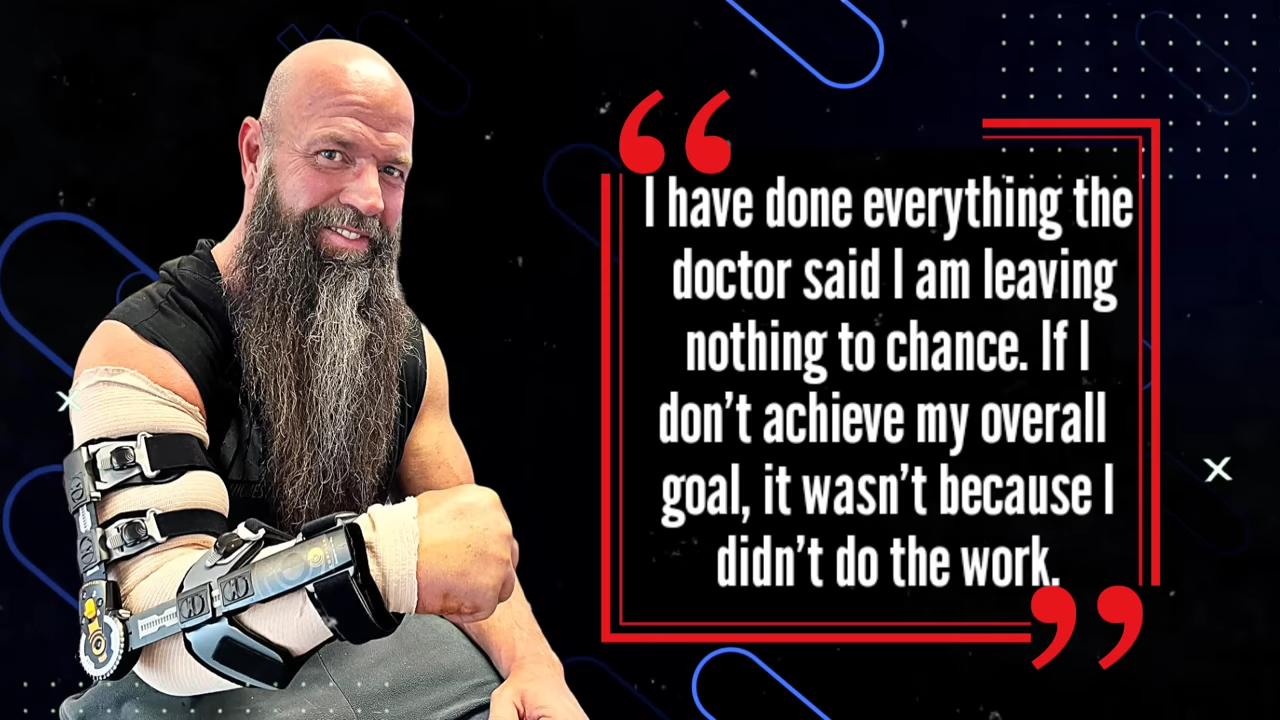 I have done everything the
doctor said I am leaving
nothing to chance. If I
don’t achieve my overall
goal, it wasn’t because I
didn’t do the work.